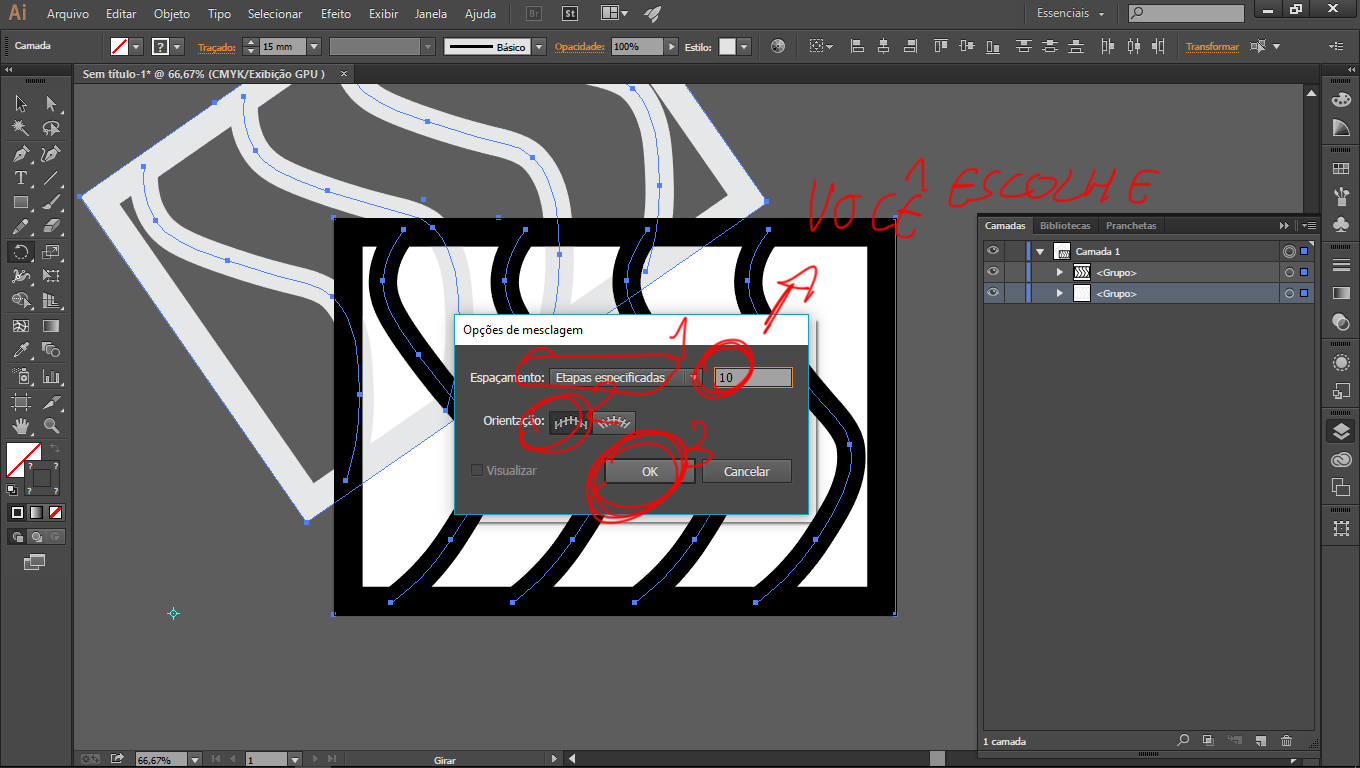 Ai Arquivo Editar Objeto Tipo Selecionar Efeito Exibir Janela Ajuda Br St Essenciais
Camada ? Traçado: 15 mm Básico Opacidade: 100% Estilo: Transformar
Sem título-1* @ 66,67% (CMYK/Exibição GPU ) ×
VOCÊ ESCOLHE
Camadas Bibliotecas Pranchetas
Camada 1
<Grupo>
<Grupo>
Opções de mesclagem
1
Espaçamento: Etapas especificadas 10
2
Orientação:
3
Visualizar OK Cancelar
? ?
? ?
1 camada
66,67% 1 Girar